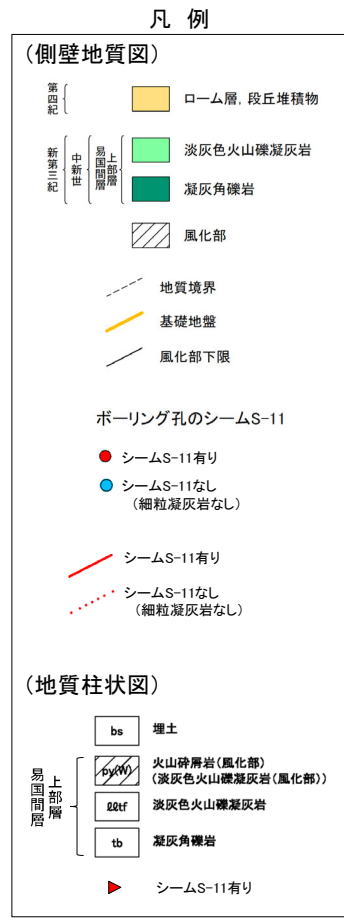 凡 例
(側壁地質図)
第四紀
ローム層, 段丘堆積物
新第三紀
中新世
易国間層
上部層
淡灰色火山礫凝灰岩
凝灰角礫岩
風化部
地質境界
基礎地盤
風化部下限
ボーリング孔のシームS-11
シームS-11有り
シームS-11なし
(細粒凝灰岩なし)
シームS-11有り
シームS-11なし
(細粒凝灰岩なし)
(地質柱状図)
bs 埋土
易国間層
上部層
py(W) 火山砕屑岩(風化部)
(淡灰色火山礫凝灰岩(風化部))
ℓℓtf 淡灰色火山礫凝灰岩
tb 凝灰角礫岩
シームS-11有り